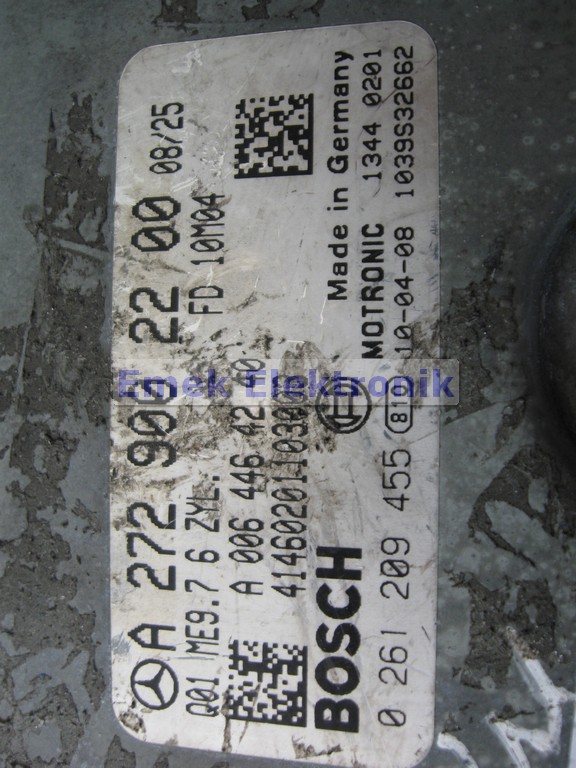 A 272 900 22 00 08/25
Q01 ME9.7 6 ZYL. FD 10M04
A 006 446 42 40
Made in Germany
BOSCH MOTRONIC 1344 0201
0 261 209 455 819 10-04-08 1039S32662
Emek Elektronik